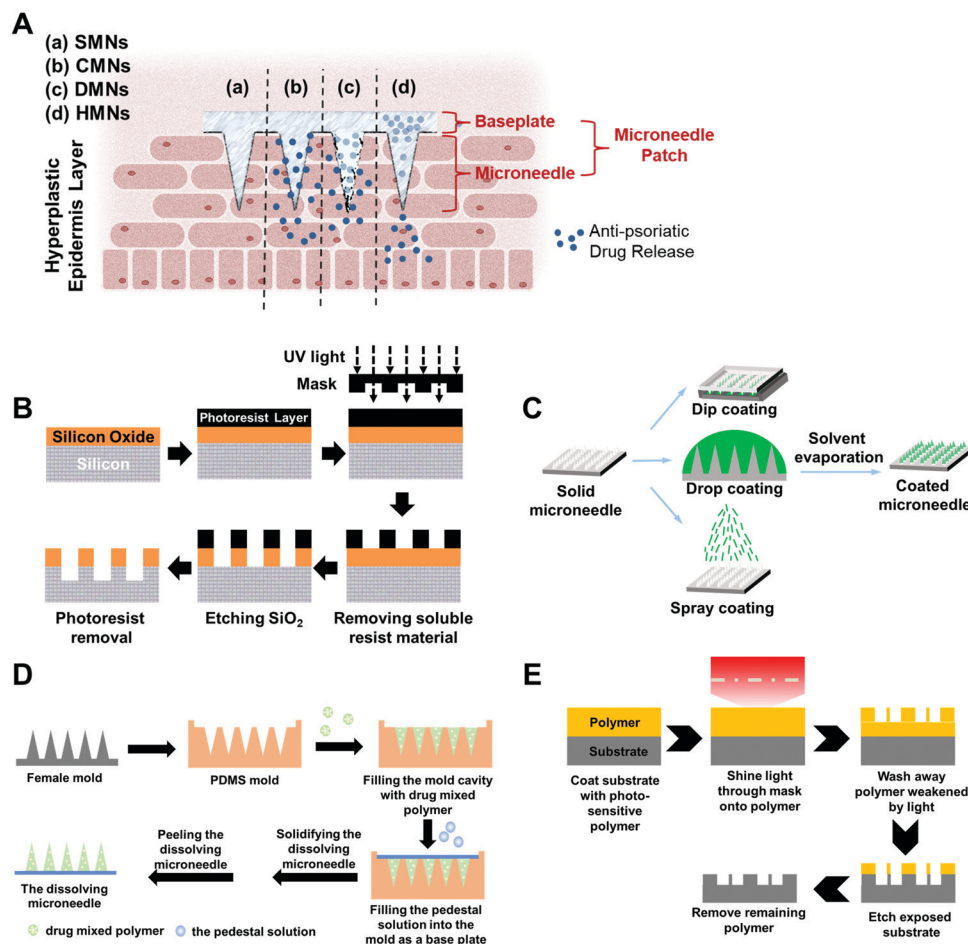 A
(a) SMNs
(b) CMNs
(c) DMNs
(d) HMNs
(a)
(b)
(c)
(d)
Baseplate
Microneedle
Microneedle
Patch
Hyperplastic
Epidermis Layer
Anti-psoriatic
Drug Release
B
UV light
Mask
Silicon Oxide
Silicon
Photoresist Layer
Photoresist
removal
Etching SiO₂
Removing soluble
resist material
C
Solid
microneedle
Dip coating
Drop coating
Spray coating
Solvent
evaporation
Coated
microneedle
D
Female mold
PDMS mold
Filling the mold cavity
with drug mixed
polymer
Peeling the
dissolving
microneedle
Solidifying the
dissolving
microneedle
The dissolving
microneedle
Filling the pedestal
solution into the
mold as a base plate
drug mixed polymer
the pedestal solution
E
Polymer
Substrate
Coat substrate
with photo-
sensitive
polymer
Shine light
through mask
onto polymer
Wash away
polymer weakened
by light
Remove remaining
polymer
Etch exposed
substrate